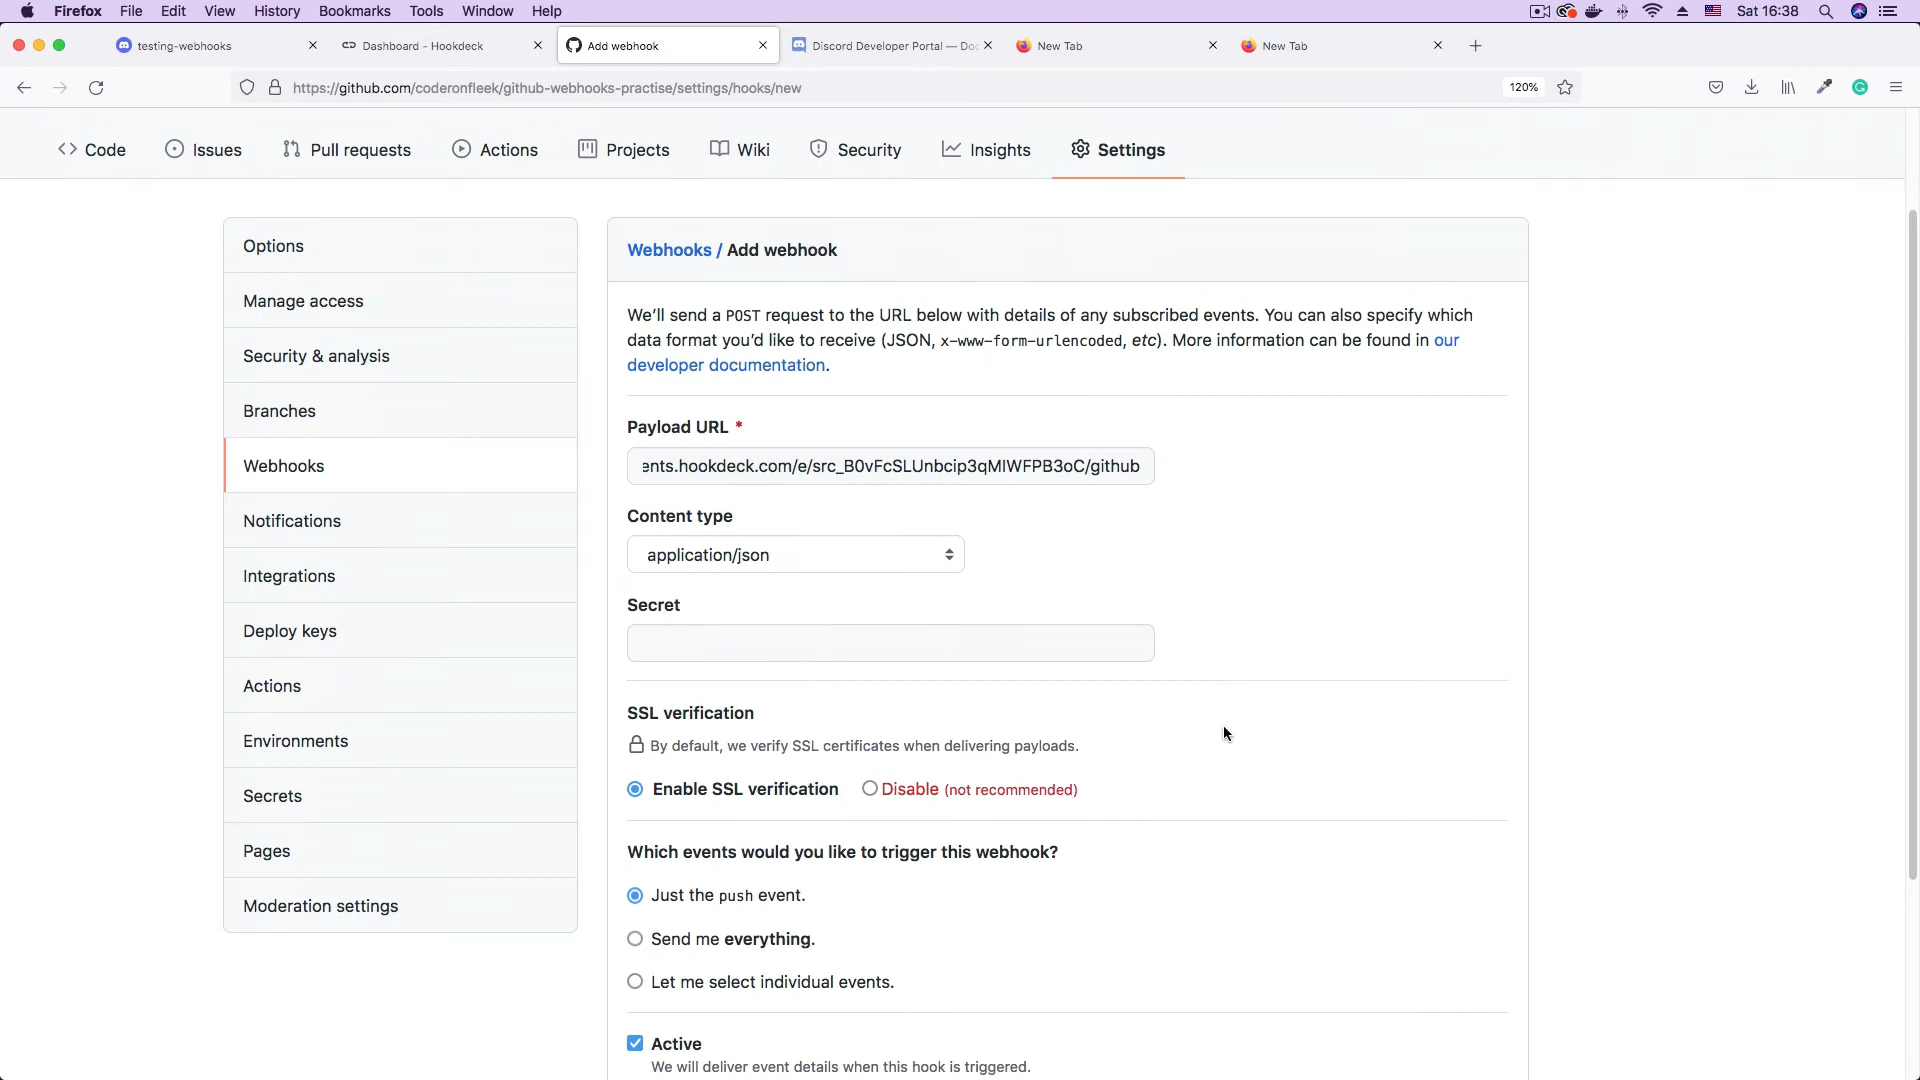 Firefox File Edit View History Bookmarks Tools Window Help Sat 16:38
testing-webhooks Dashboard - Hookdeck Add webhook Discord Developer Portal — Doc New Tab New Tab
https://github.com/coderonfleek/github-webhooks-practise/settings/hooks/new 120%
Code Issues Pull requests Actions Projects Wiki Security Insights Settings
Options
Manage access
Security & analysis
Branches
Webhooks
Notifications
Integrations
Deploy keys
Actions
Environments
Secrets
Pages
Moderation settings
Webhooks / Add webhook
We'll send a POST request to the URL below with details of any subscribed events. You can also specify which
data format you'd like to receive (JSON, x-www-form-urlencoded, etc). More information can be found in our
developer documentation.
Payload URL *
ents.hookdeck.com/e/src_B0vFcSLUnbcip3qMIWFPB3oC/github
Content type
application/json
Secret
SSL verification
By default, we verify SSL certificates when delivering payloads.
Enable SSL verification Disable (not recommended)
Which events would you like to trigger this webhook?
Just the push event.
Send me everything.
Let me select individual events.
Active
We will deliver event details when this hook is triggered.